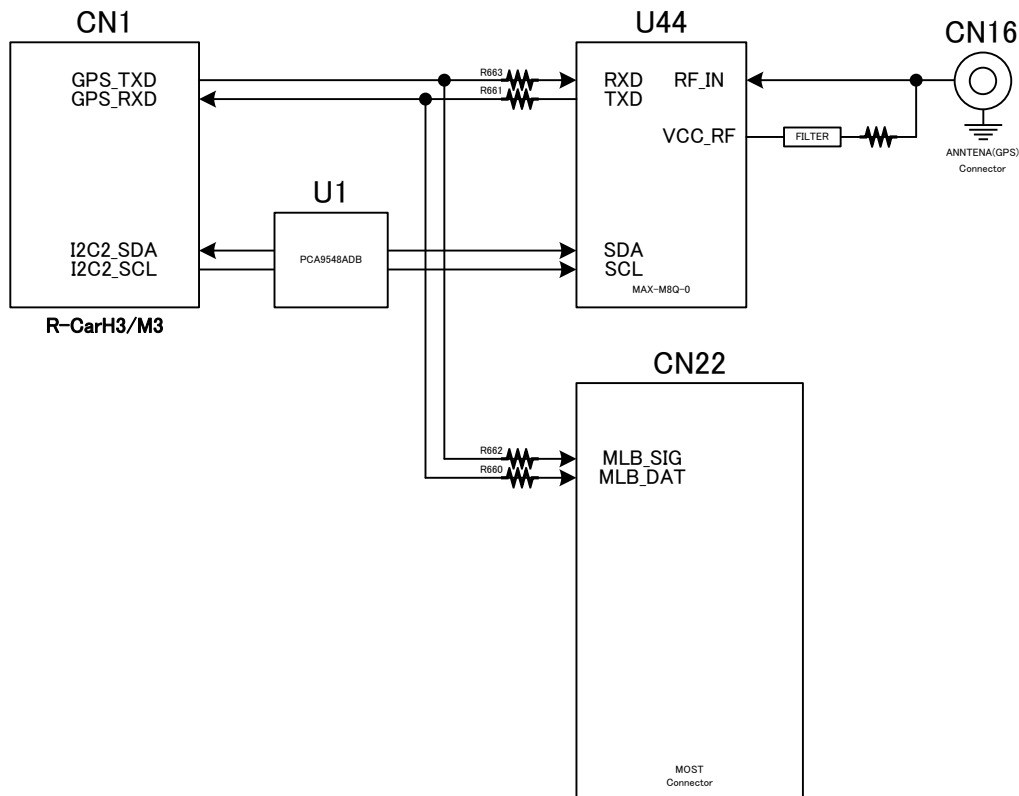 CN1
U44
CN16
GPS_TXD
GPS_RXD
R663
R661
RXD
TXD
RF_IN
VCC_RF
FILTER
ANNTENA(GPS)
Connector
U1
PCA9548ADB
I2C2_SDA
I2C2_SCL
SDA
SCL
MAX-M8Q-0
R-CarH3/M3
CN22
R662
R660
MLB_SIG
MLB_DAT
MOST
Connector